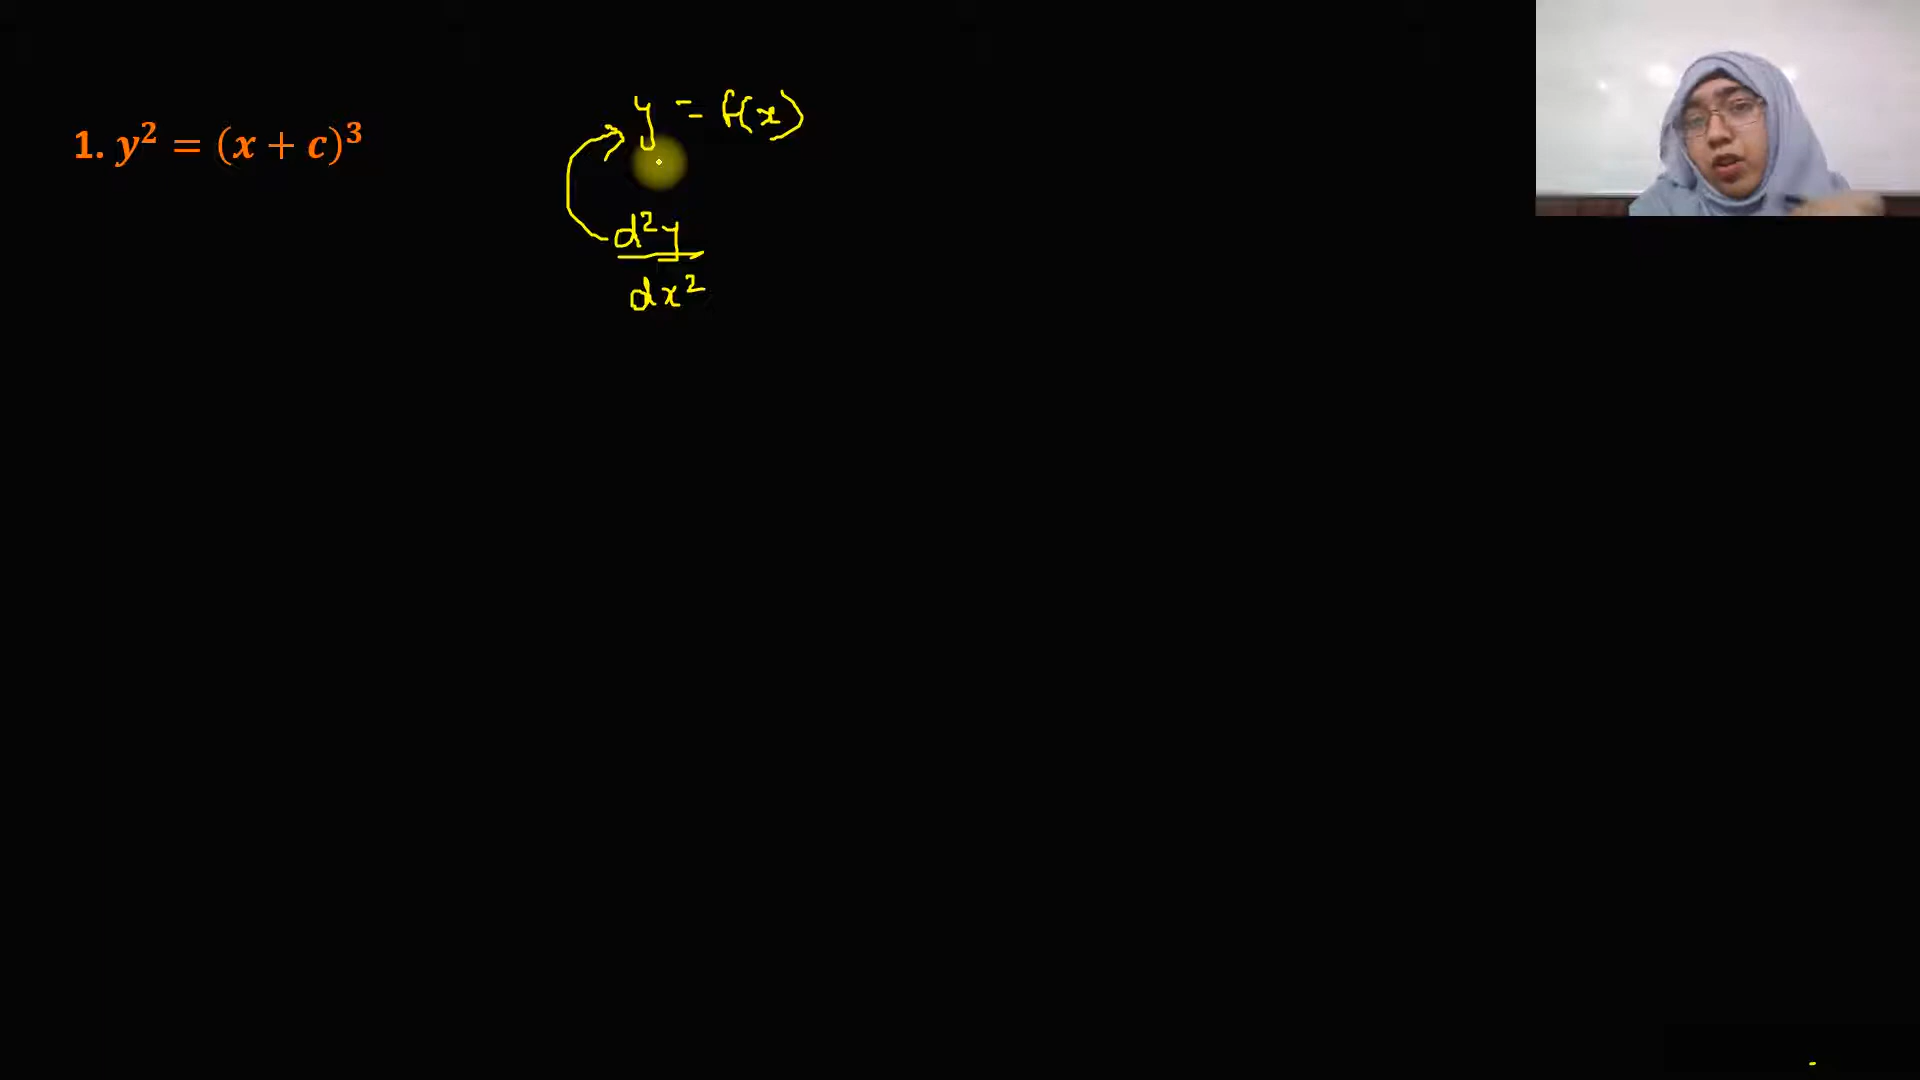 1. y² = (x + c)³
y = f(x)
d²y
dx²